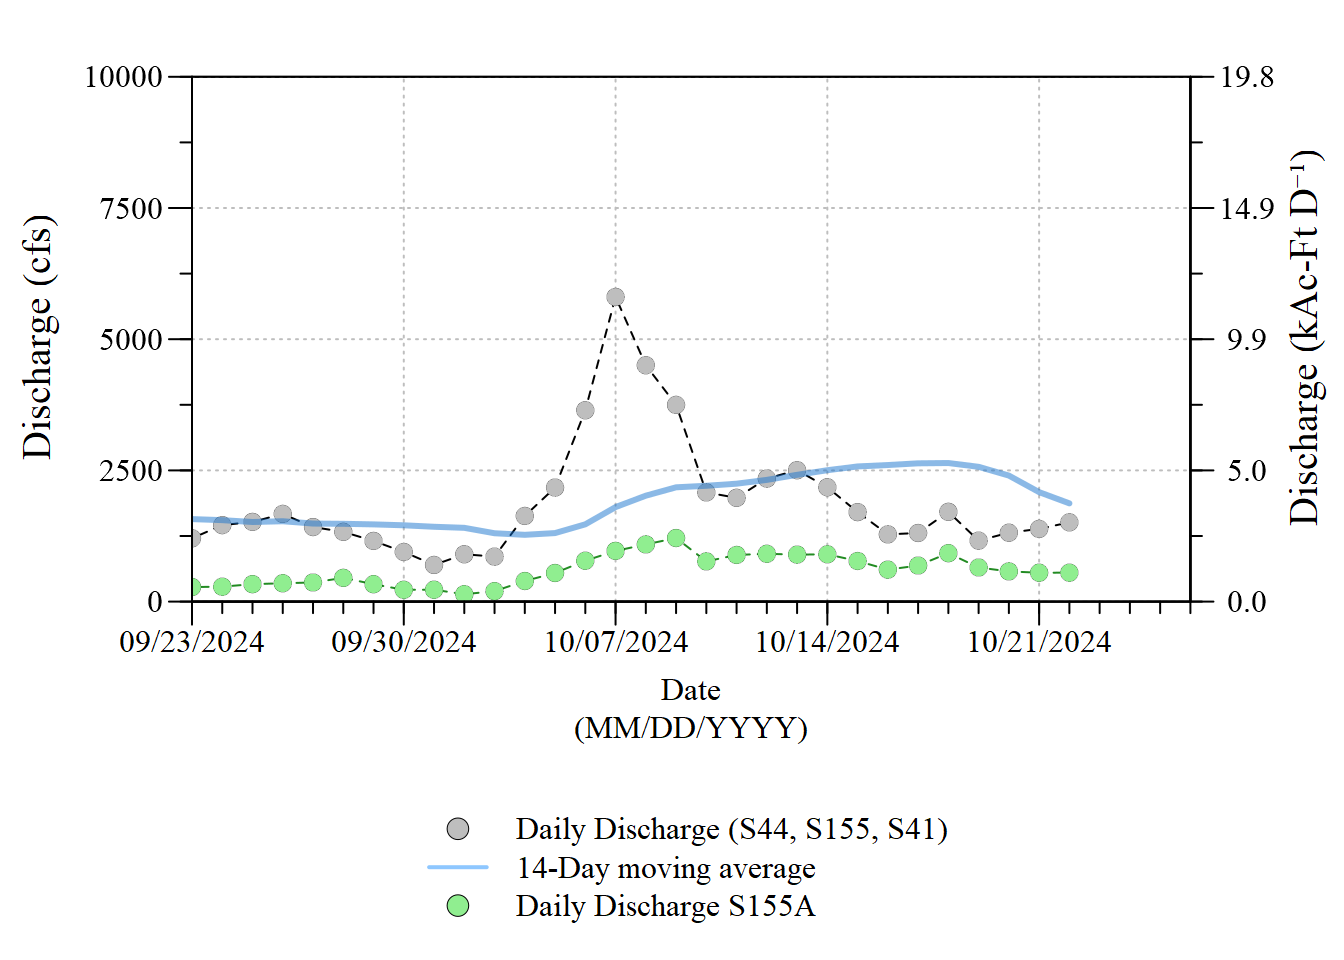 10000
7500
5000
2500
0
Discharge (cfs)
19.8
14.9
9.9
5.0
0.0
Discharge (kAc-Ft D⁻¹)
09/23/2024
09/30/2024
10/07/2024
10/14/2024
10/21/2024
Date
(MM/DD/YYYY)
Daily Discharge (S44, S155, S41)
14-Day moving average
Daily Discharge S155A